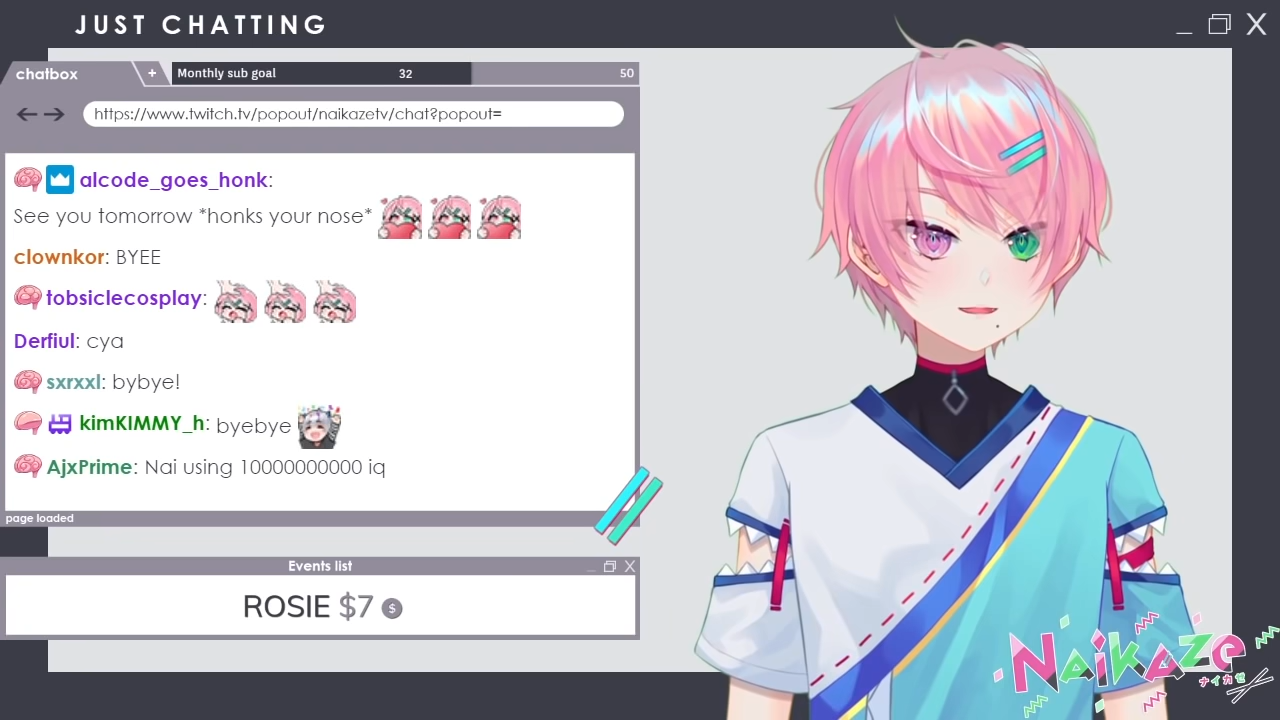 JUST CHATTING
chatbox
+
Monthly sub goal 32 50
https://www.twitch.tv/popout/naikazetv/chat?popout=
alcode_goes_honk:
See you tomorrow *honks your nose*
clownkor: BYEE
tobsiclecosplay:
Derfiul: cya
sxrxxl: bybye!
kimKIMMY_h: byebye
AjxPrime: Nai using 10000000000 iq
page loaded
Events list
ROSIE $7 $
Naikaze
ナイカゼ